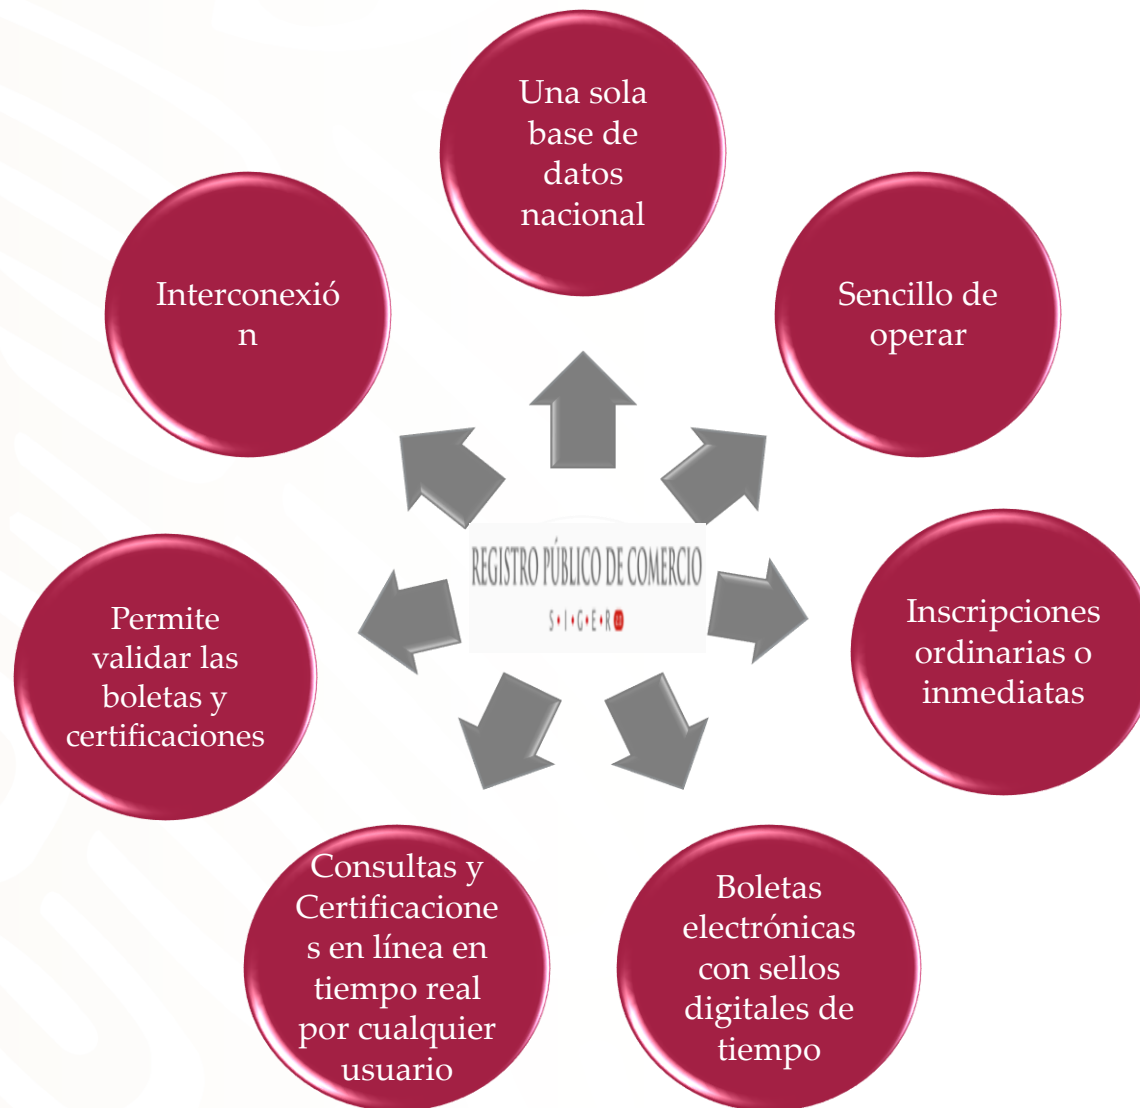 Una sola
base de
datos
nacional
Sencillo de
operar
Inscripciones
ordinarias o
inmediatas
Boletas
electrónicas
con sellos
digitales de
tiempo
Consultas y
Certificacione
s en línea en
tiempo real
por cualquier
usuario
Permite
validar las
boletas y
certificaciones
Interconexió
n
REGISTRO PÚBLICO DE COMERCIO
S•I•G•E•R